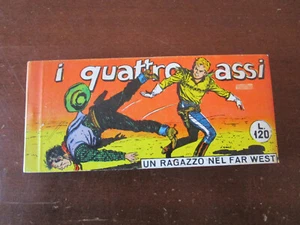 i quattro assi
L.
120
UN RAGAZZO NEL FAR WEST